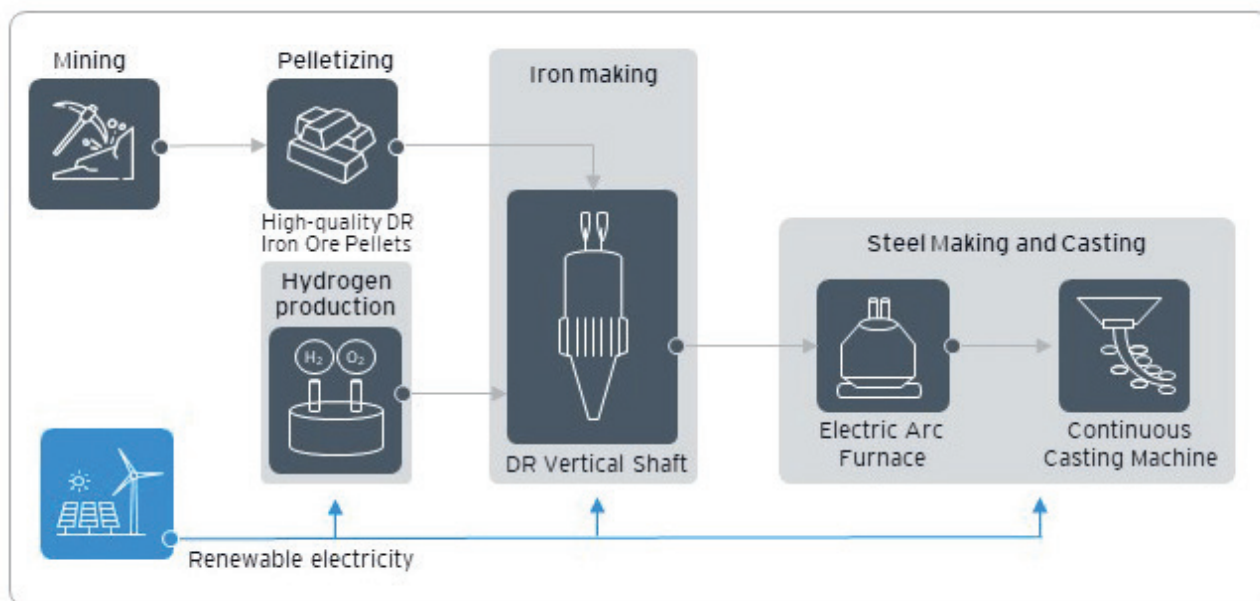 Mining
Pelletizing
Iron making
High-quality DR
Iron Ore Pellets
Hydrogen
production
H₂
O₂
DR Vertical Shaft
Steel Making and Casting
Electric Arc
Furnace
Continuous
Casting Machine
Renewable electricity